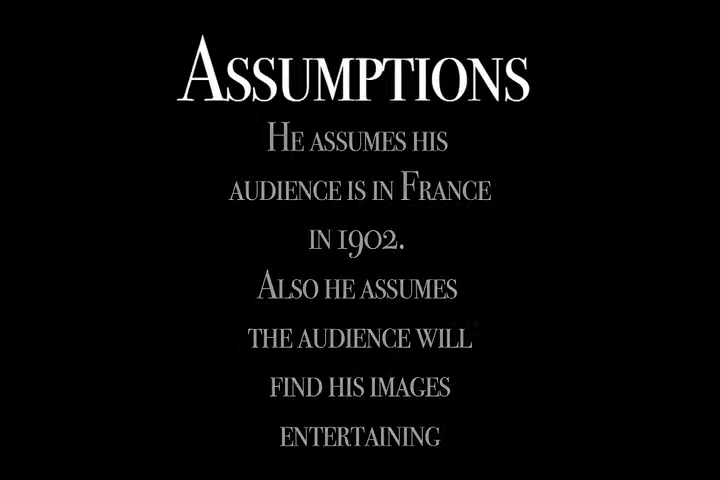 Assumptions
He assumes his
audience is in France
in 1902.
Also he assumes
the audience will
find his images
entertaining